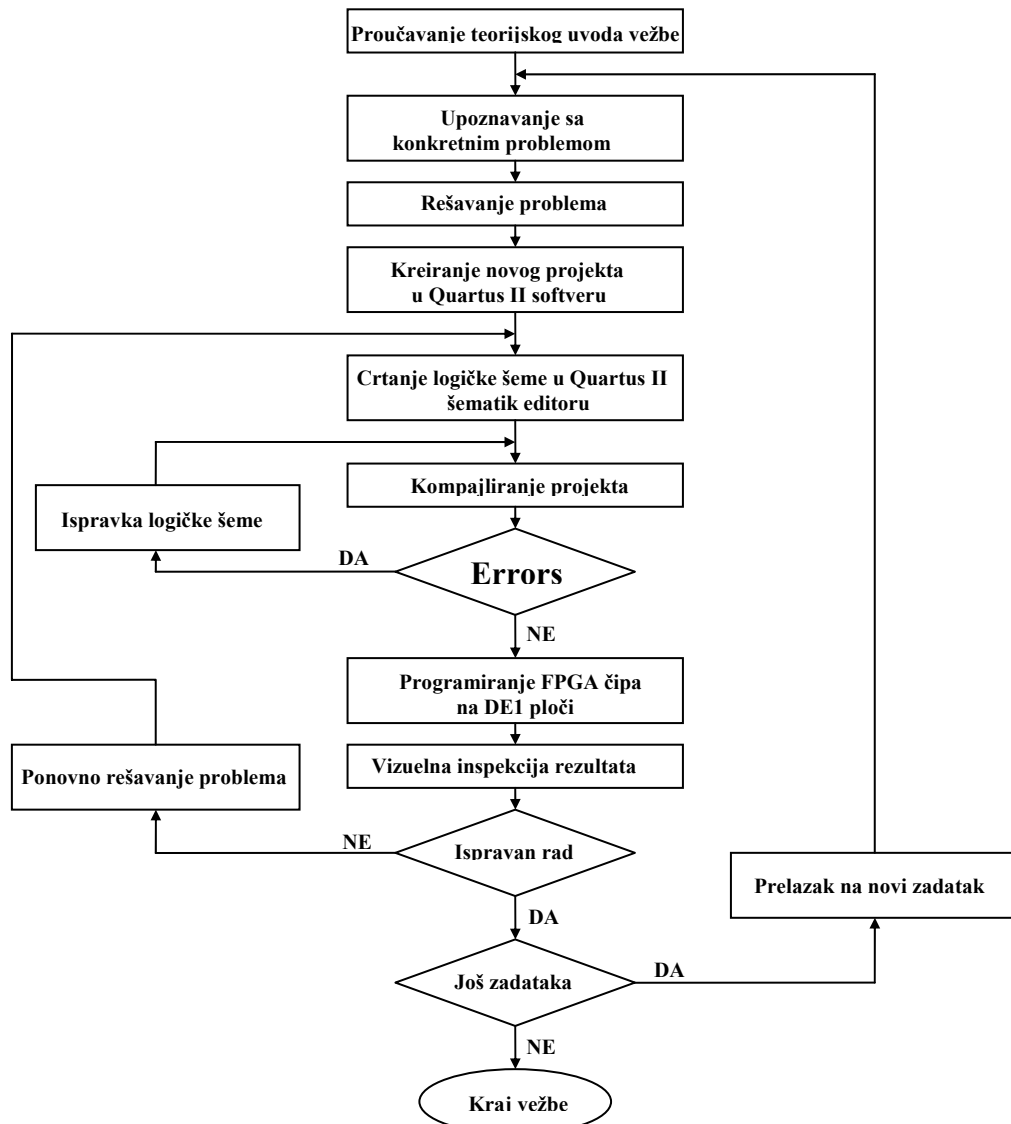 Proučavanje teorijskog uvoda vežbe
Upoznavanje sa
konkretnim problemom
Rešavanje problema
Kreiranje novog projekta
u Quartus II softveru
Crtanje logičke šeme u Quartus II
šematik editoru
Kompajliranje projekta
Ispravka logičke šeme
DA
Errors
NE
Programiranje FPGA čipa
na DE1 ploči
Vizuelna inspekcija rezultata
Ponovno rešavanje problema
NE
Ispravan rad
DA
Prelazak na novi zadatak
Još zadataka
DA
NE
Kraj vežbe